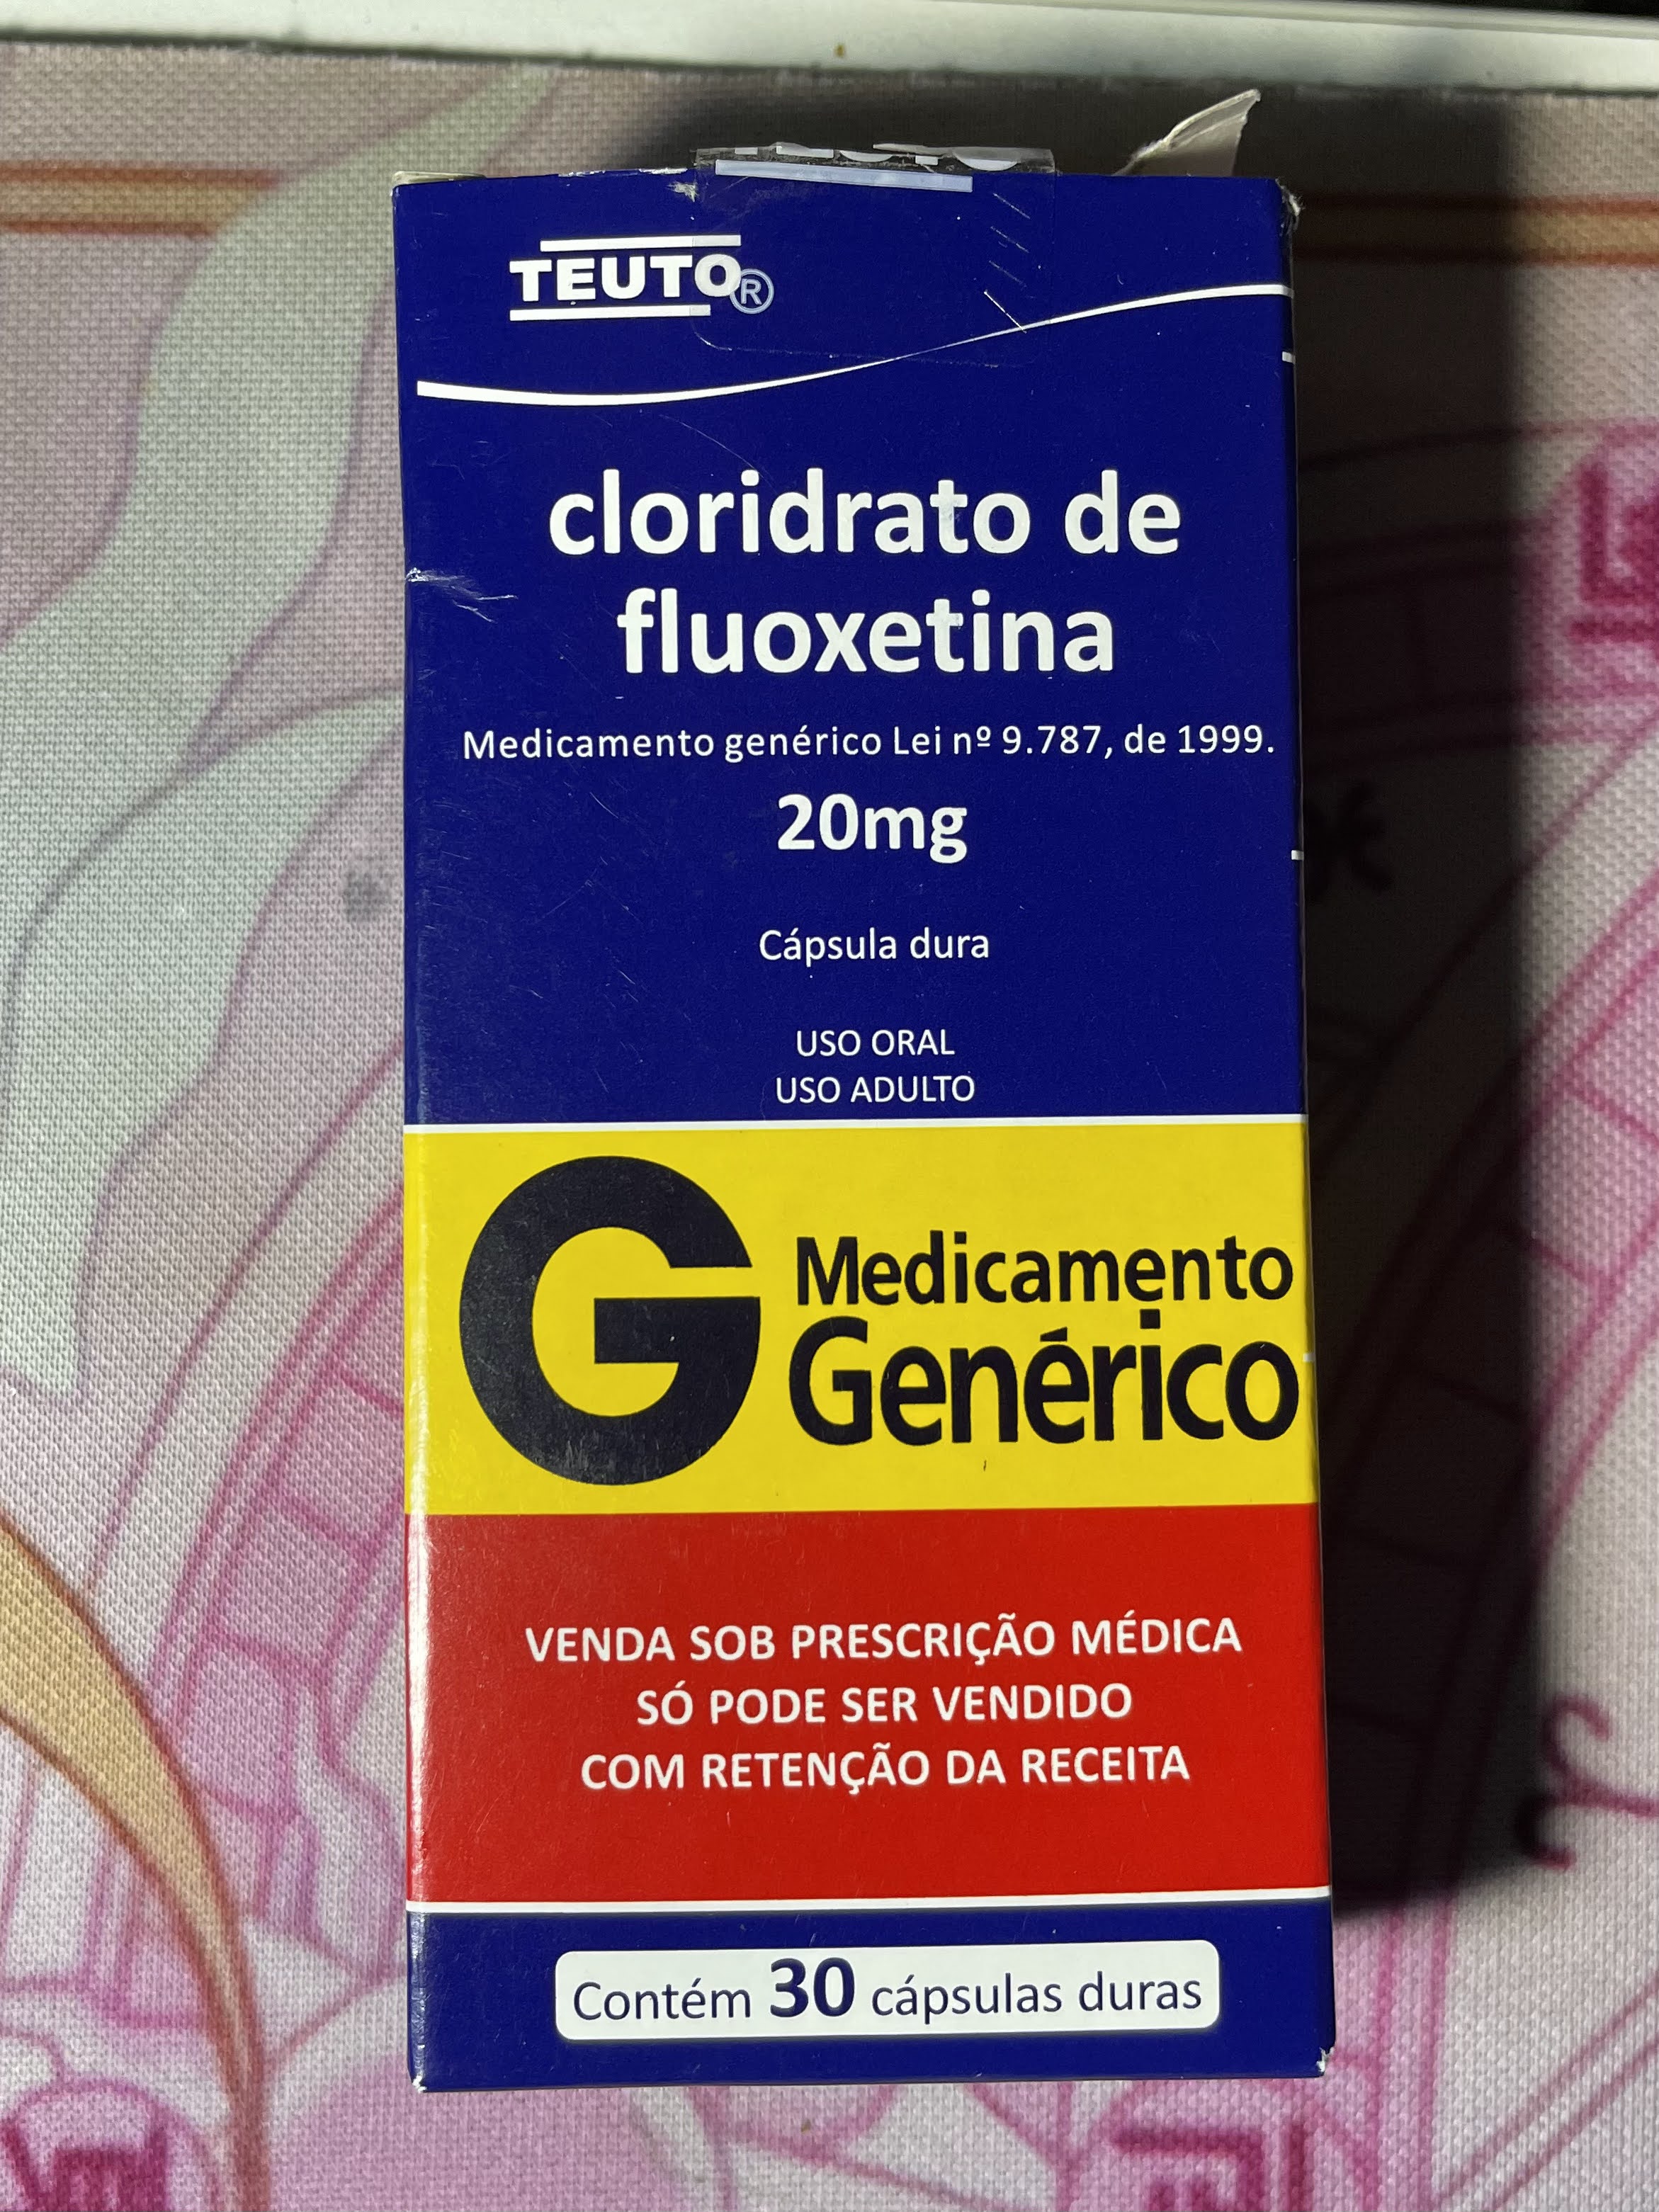 TEUTO®
cloridrato de
fluoxetina
Medicamento genérico Lei nº 9.787, de 1999.
20mg
Cápsula dura
USO ORAL
USO ADULTO
G Medicamento
Genérico
VENDA SOB PRESCRIÇÃO MÉDICA
SÓ PODE SER VENDIDO
COM RETENÇÃO DA RECEITA
Contém 30 cápsulas duras